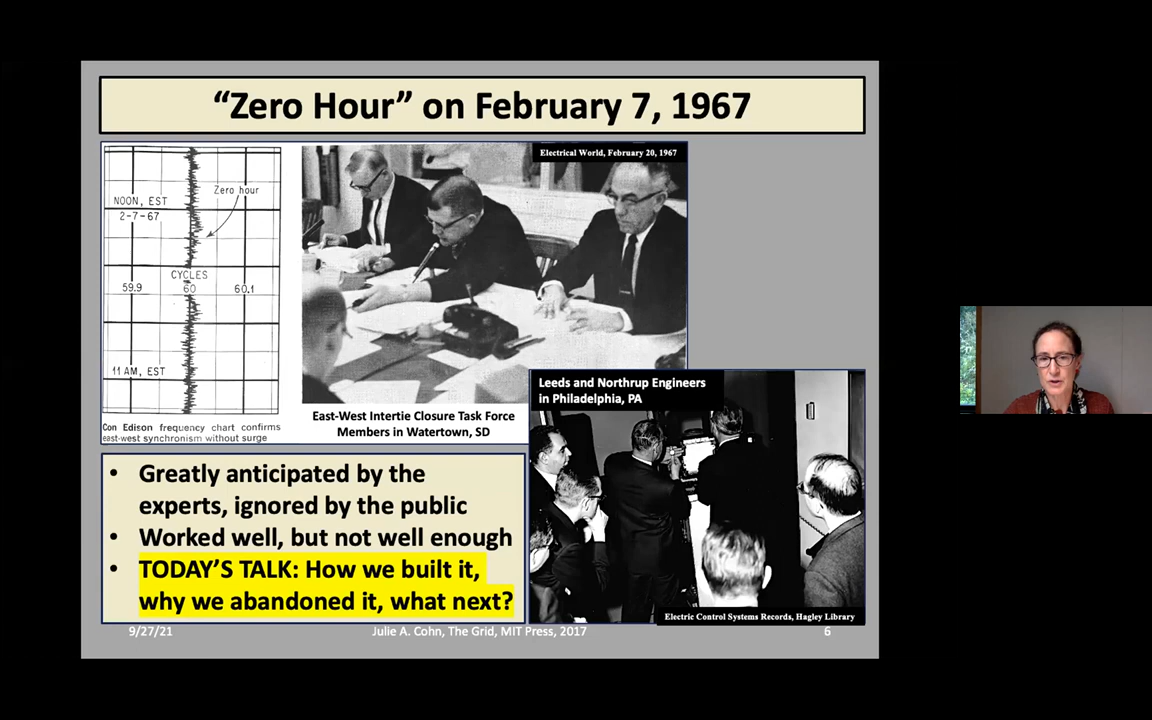 “Zero Hour” on February 7, 1967
Zero hour
NOON, EST
2-7-67
CYCLES
59.9 60 60.1
11 AM, EST
Con Edison frequency chart confirms
east-west synchronism without surge
Electrical World, February 20, 1967
East-West Intertie Closure Task Force
Members in Watertown, SD
Leeds and Northrup Engineers
in Philadelphia, PA
Electric Control Systems Records, Hagley Library
• Greatly anticipated by the
experts, ignored by the public
• Worked well, but not well enough
• TODAY’S TALK: How we built it,
why we abandoned it, what next?
9/27/21
Julie A. Cohn, The Grid, MIT Press, 2017
6